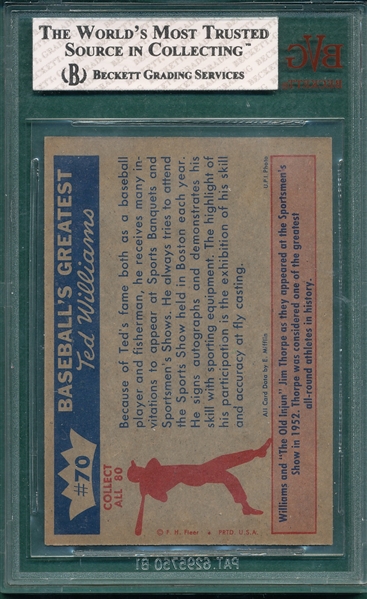 THE WORLD'S MOST TRUSTED
SOURCE IN COLLECTING™
(B) BECKETT GRADING SERVICES
BVG
#70
COLLECT
ALL 80
BASEBALL'S GREATEST
Ted Williams
Because of Ted's fame both as a baseball
player and fisherman, he receives many in-
vitations to appear at Sports Banquets and
Sportsmen's Shows. He always tries to attend
the Sports Show held in Boston each year.
He signs autographs and demonstrates his
skill with sporting equipment. The highlight of
his participation is the exhibition of his skill
and accuracy at fly casting.
© F. H. Fleer PRTD U.S.A.
All Card Data by E. Mifflin
U.P.I. Photo
Williams and "The Old Injun" Jim Thorpe as they appeared at the Sportsmen's
Show in 1952. Thorpe was considered one of the greatest
all-round athletes in history.
PAT. 6295750 B1